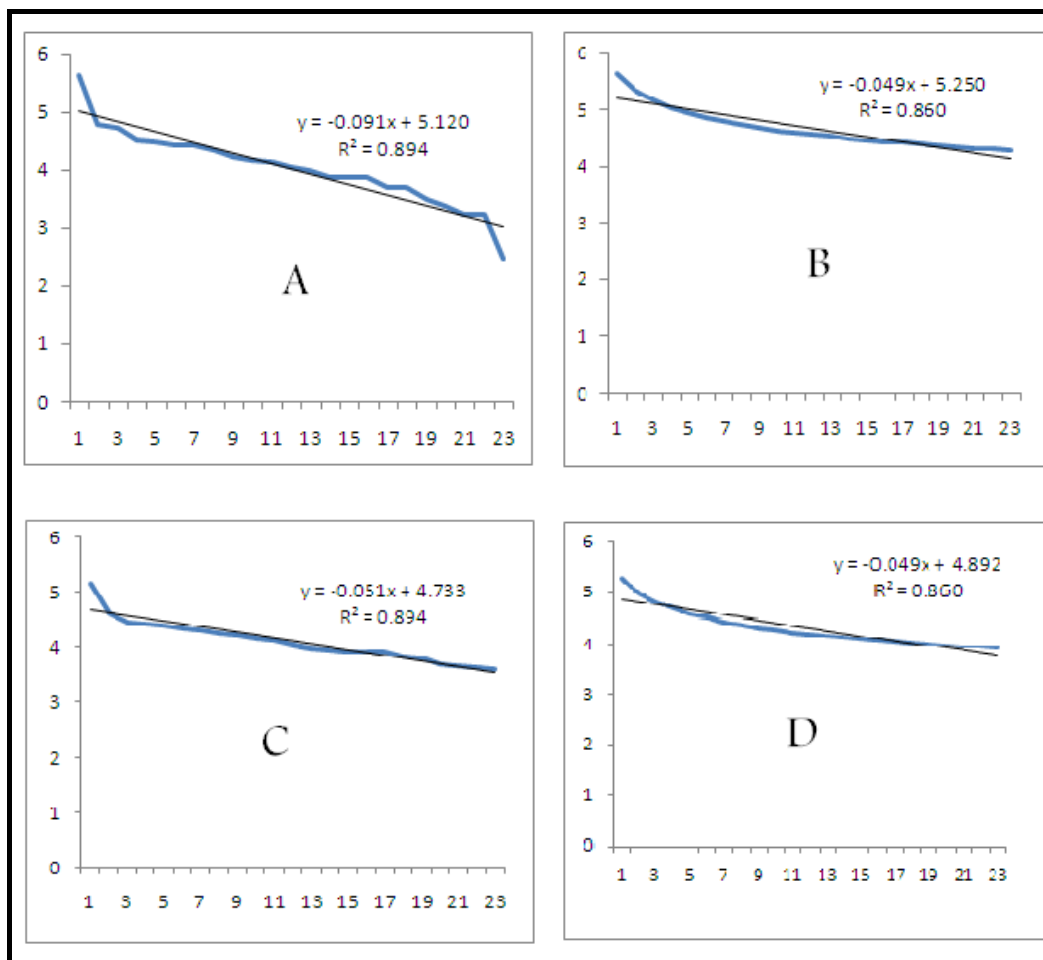 6
5
4
3
2
1
0
y = -0.091x + 5.120
R² = 0.894
A
1 3 5 7 9 11 13 15 17 19 21 23
6
5
4
3
2
1
0
y = -0.049x + 5.250
R² = 0.860
B
1 3 5 7 9 11 13 15 17 19 21 23
6
5
4
3
2
1
0
y = -0.051x + 4.733
R² = 0.894
C
1 3 5 7 9 11 13 15 17 19 21 23
6
5
4
3
2
1
0
y = -0.049x + 4.892
R² = 0.860
D
1 3 5 7 9 11 13 15 17 19 21 23